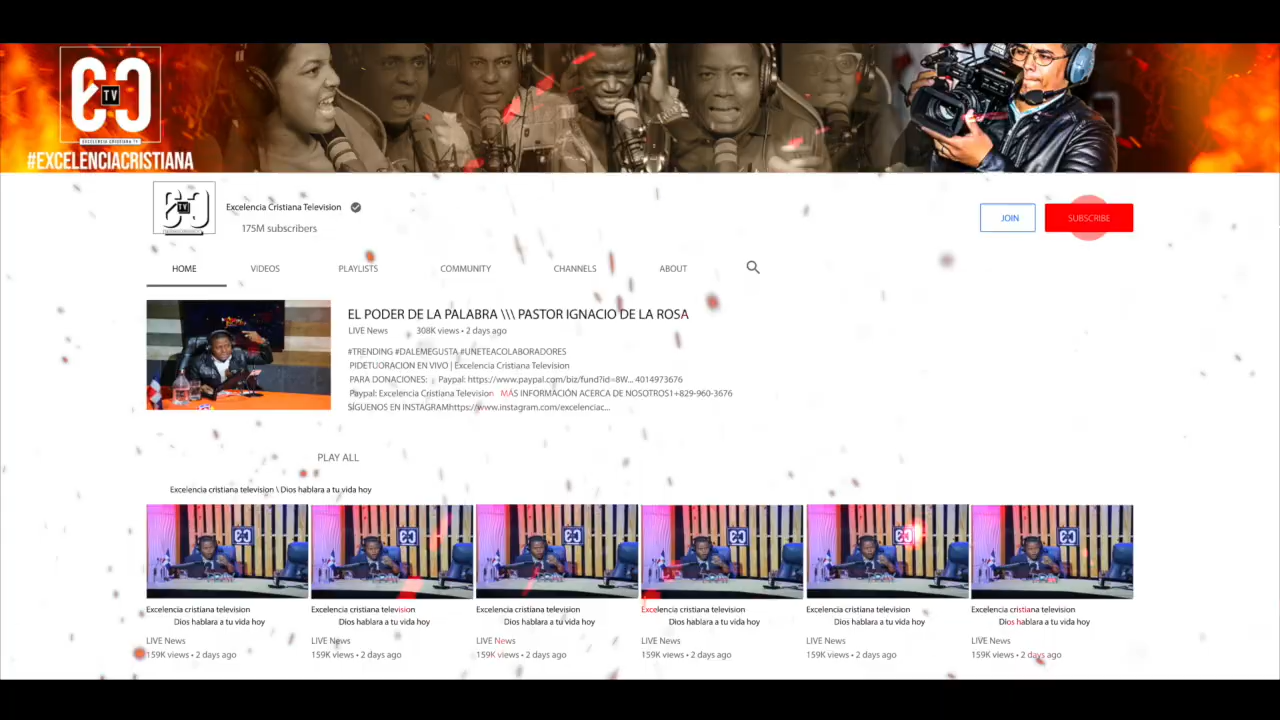 TV
EXCELENCIA CRISTIANA TV
#EXCELENCIACRISTIANA
TV
Excelencia Cristiana Television
175M subscribers
JOIN
SUBSCRIBE
HOME
VIDEOS
PLAYLISTS
COMMUNITY
CHANNELS
ABOUT
EL PODER DE LA PALABRA \\\ PASTOR IGNACIO DE LA ROSA
LIVE News 308K views • 2 days ago
#TRENDING #DALEMEGUSTA #UNETEACOLABORADORES
PIDETUORACION EN VIVO | Excelencia Cristiana Television
PARA DONACIONES: Paypal: https://www.paypal.com/biz/fund?id=8W... 4014973676
Paypal: Excelencia Cristiana Television MÁS INFORMACIÓN ACERCA DE NOSOTROS1+829-960-3676
SÍGUENOS EN INSTAGRAMhttps://www.instagram.com/excelenciac...
PLAY ALL
Excelencia cristiana television \ Dios hablara a tu vida hoy
Excelencia cristiana television
Dios hablara a tu vida hoy
LIVE News
159K views • 2 days ago
Excelencia cristiana television
Dios hablara a tu vida hoy
LIVE News
159K views • 2 days ago
Excelencia cristiana television
Dios hablara a tu vida hoy
LIVE News
159K views • 2 days ago
Excelencia cristiana television
Dios hablara a tu vida hoy
LIVE News
159K views • 2 days ago
Excelencia cristiana television
Dios hablara a tu vida hoy
LIVE News
159K views • 2 days ago
Excelencia cristiana television
Dios hablara a tu vida hoy
LIVE News
159K views • 2 days ago